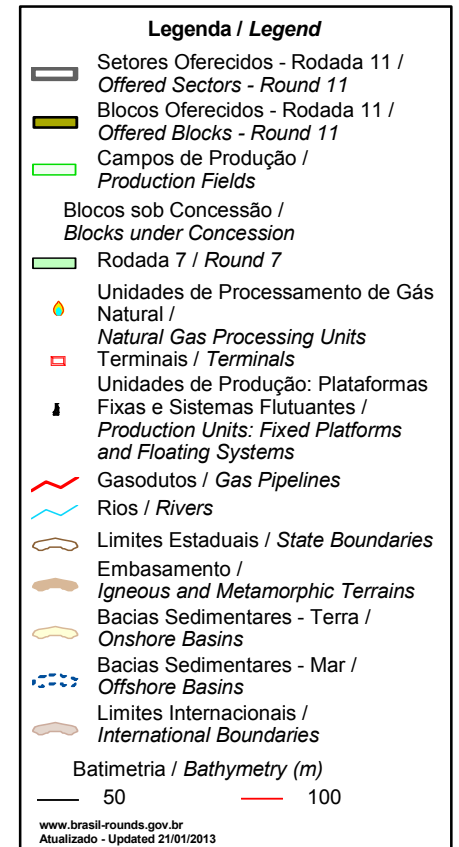 Legenda / Legend
Setores Oferecidos - Rodada 11 /
Offered Sectors - Round 11
Blocos Oferecidos - Rodada 11 /
Offered Blocks - Round 11
Campos de Produção /
Production Fields
Blocos sob Concessão /
Blocks under Concession
Rodada 7 / Round 7
Unidades de Processamento de Gás
Natural /
Natural Gas Processing Units
Terminais / Terminals
Unidades de Produção: Plataformas
Fixas e Sistemas Flutuantes /
Production Units: Fixed Platforms
and Floating Systems
Gasodutos / Gas Pipelines
Rios / Rivers
Limites Estaduais / State Boundaries
Embasamento /
Igneous and Metamorphic Terrains
Bacias Sedimentares - Terra /
Onshore Basins
Bacias Sedimentares - Mar /
Offshore Basins
Limites Internacionais /
International Boundaries
Batimetria / Bathymetry (m)
50 100
www.brasil-rounds.gov.br
Atualizado - Updated 21/01/2013